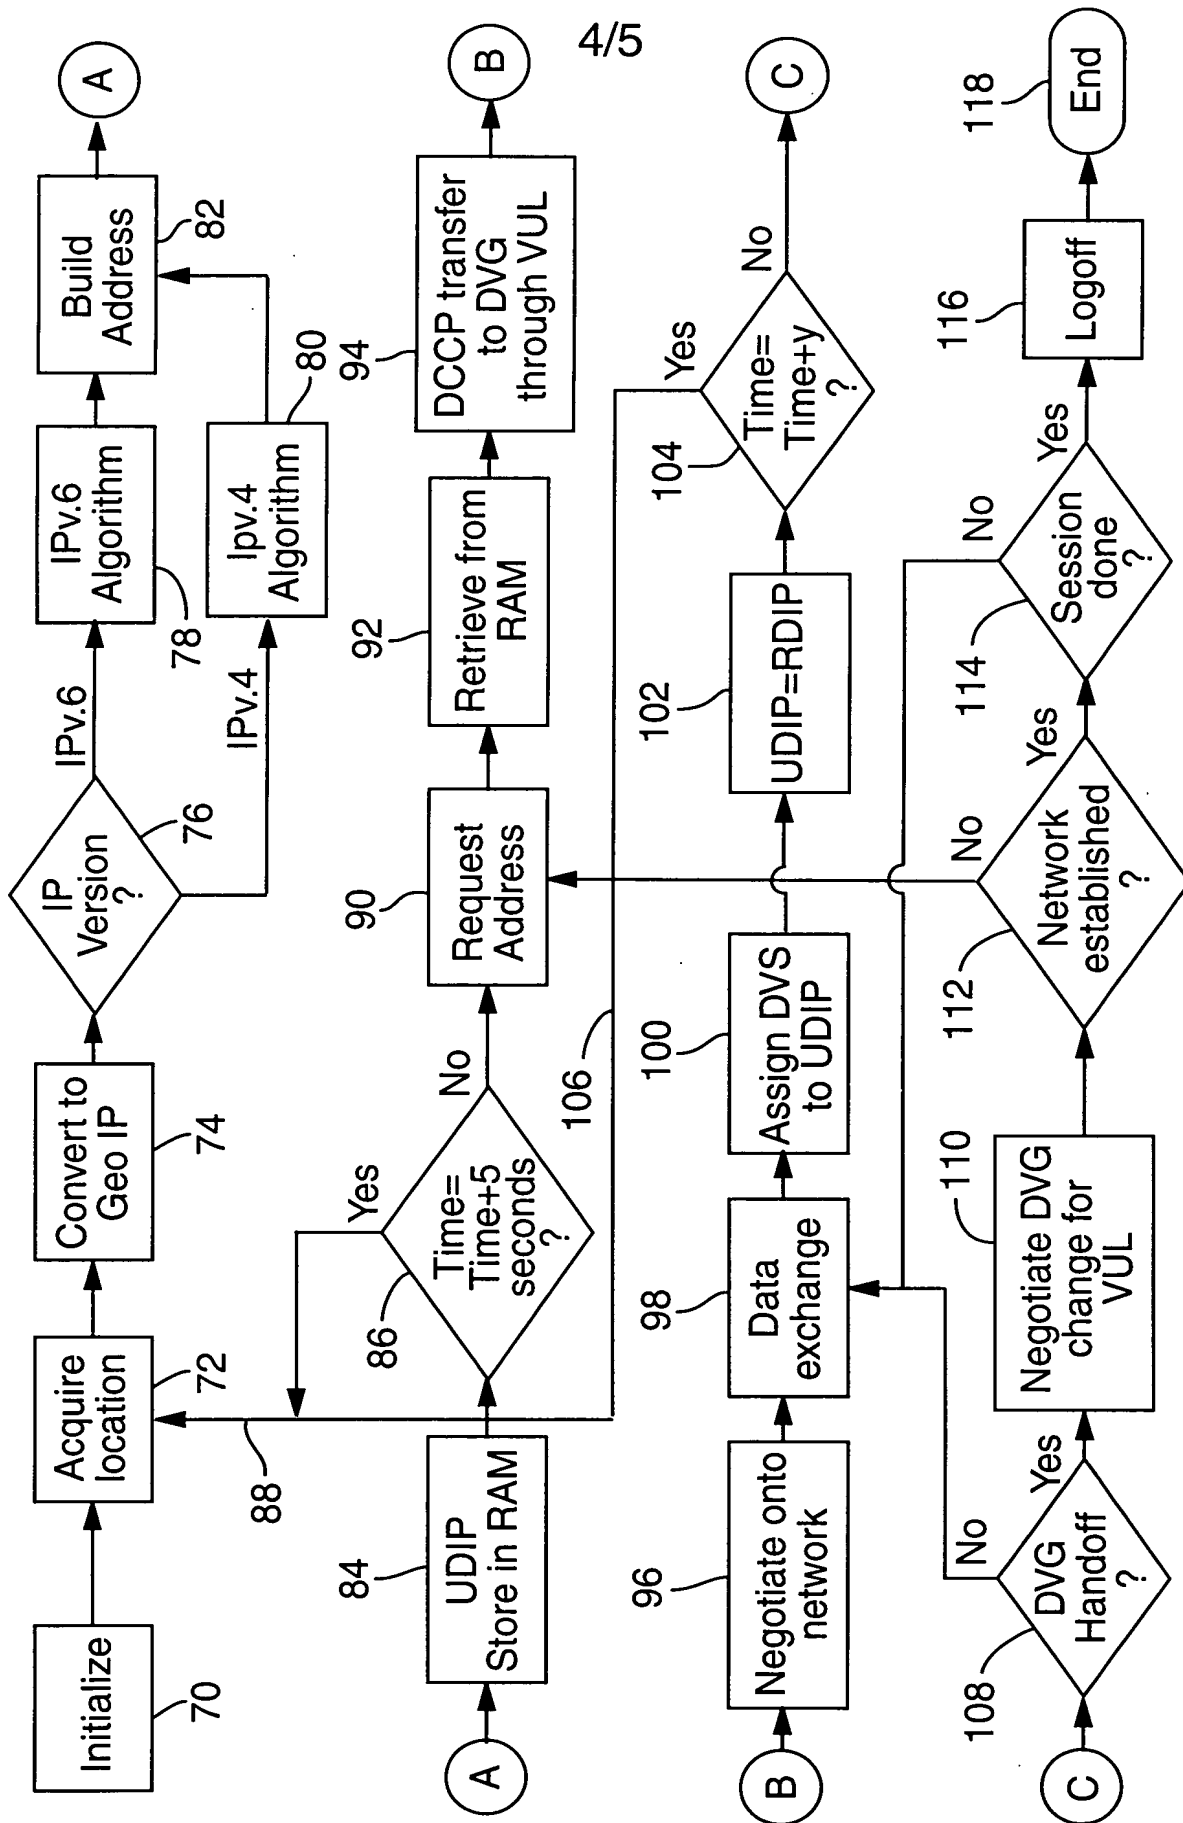 4/5
Initialize
70
Acquire
location
72
88
Convert to
Geo IP
74
IP
Version
?
76
IPv.6
IPv.4
IPv.6
Algorithm
78
Ipv.4
Algorithm
80
Build
Address
82
A
A
UDIP
Store in RAM
84
Time=
Time+5
seconds
?
86
Yes
No
Request
Address
90
Retrieve from
RAM
92
DCCP transfer
to DVG
through VUL
94
B
106
B
Negotiate onto
network
96
Data
exchange
98
Assign DVS
to UDIP
100
UDIP=RDIP
102
Time=
Time+y
?
104
Yes
No
C
C
DVG
Handoff
?
108
No
Yes
Negotiate DVG
change for
VUL
110
Network
established
?
112
No
Yes
Session
done
?
114
No
Yes
Logoff
116
End
118